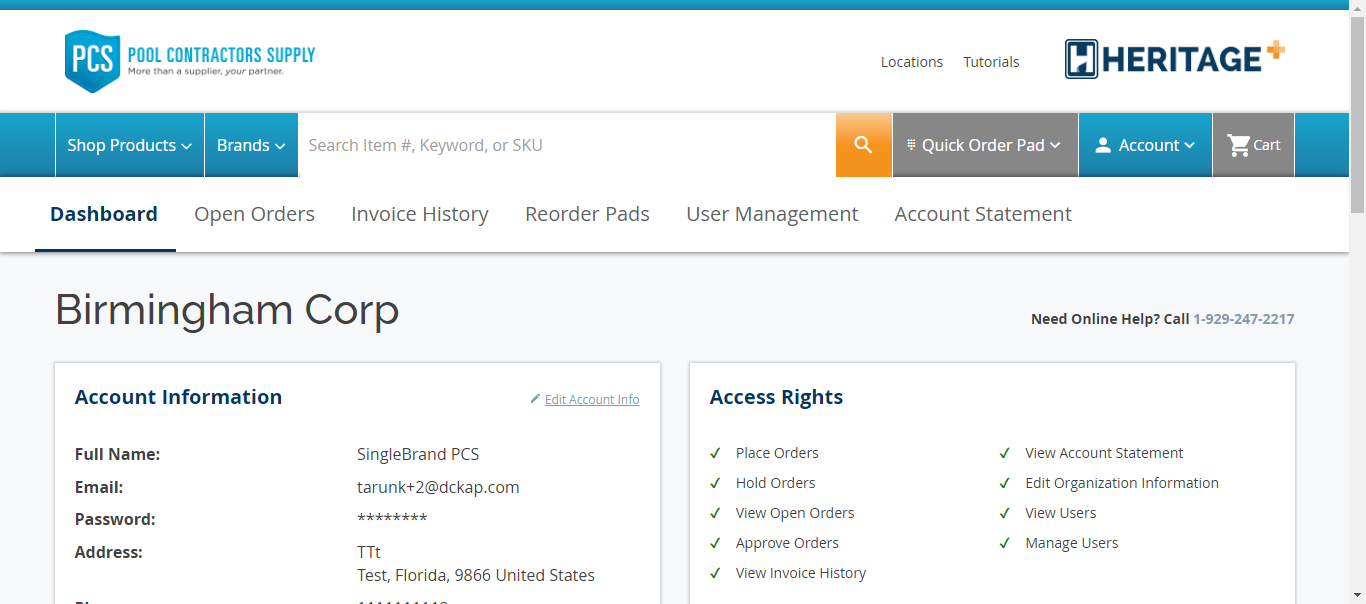 PCS POOL CONTRACTORS SUPPLY
More than a supplier, your partner.
Locations Tutorials
HERITAGE
Shop Products Brands Search Item #, Keyword, or SKU Quick Order Pad Account Cart
Dashboard Open Orders Invoice History Reorder Pads User Management Account Statement
Birmingham Corp
Need Online Help? Call 1-929-247-2217
Account Information Edit Account Info
Full Name: SingleBrand PCS
Email: tarunk+2@dckap.com
Password: ********
Address: TTt
Test, Florida, 9866 United States
Access Rights
Place Orders
Hold Orders
View Open Orders
Approve Orders
View Invoice History
View Account Statement
Edit Organization Information
View Users
Manage Users